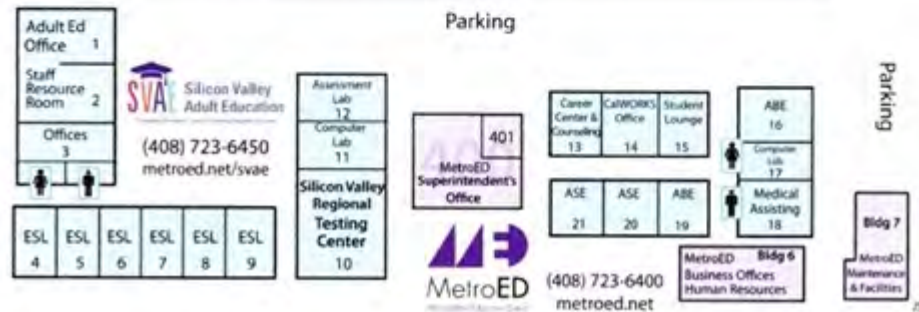 Parking
Adult Ed
Office 1
Staff
Resource
Room 2
Offices
3
SVAE Silicon Valley
Adult Education
(408) 723-6450
metroed.net/svae
ESL
4
ESL
5
ESL
6
ESL
7
ESL
8
ESL
9
Assessment
Lab
12
Computer
Lab
11
Silicon Valley
Regional
Testing
Center
10
401
MetroED
Superintendent's
Office
MetroED
(408) 723-6400
metroed.net
Career
Center &
Counseling
13
CalWORKS
Office
14
Student
Lounge
15
ASE
21
ASE
20
ABE
19
ABE
16
Computer
Lab
17
Medical
Assisting
18
MetroED Bldg 6
Business Offices
Human Resources
Parking
Bldg 7
MetroED
Maintenance
& Facilities